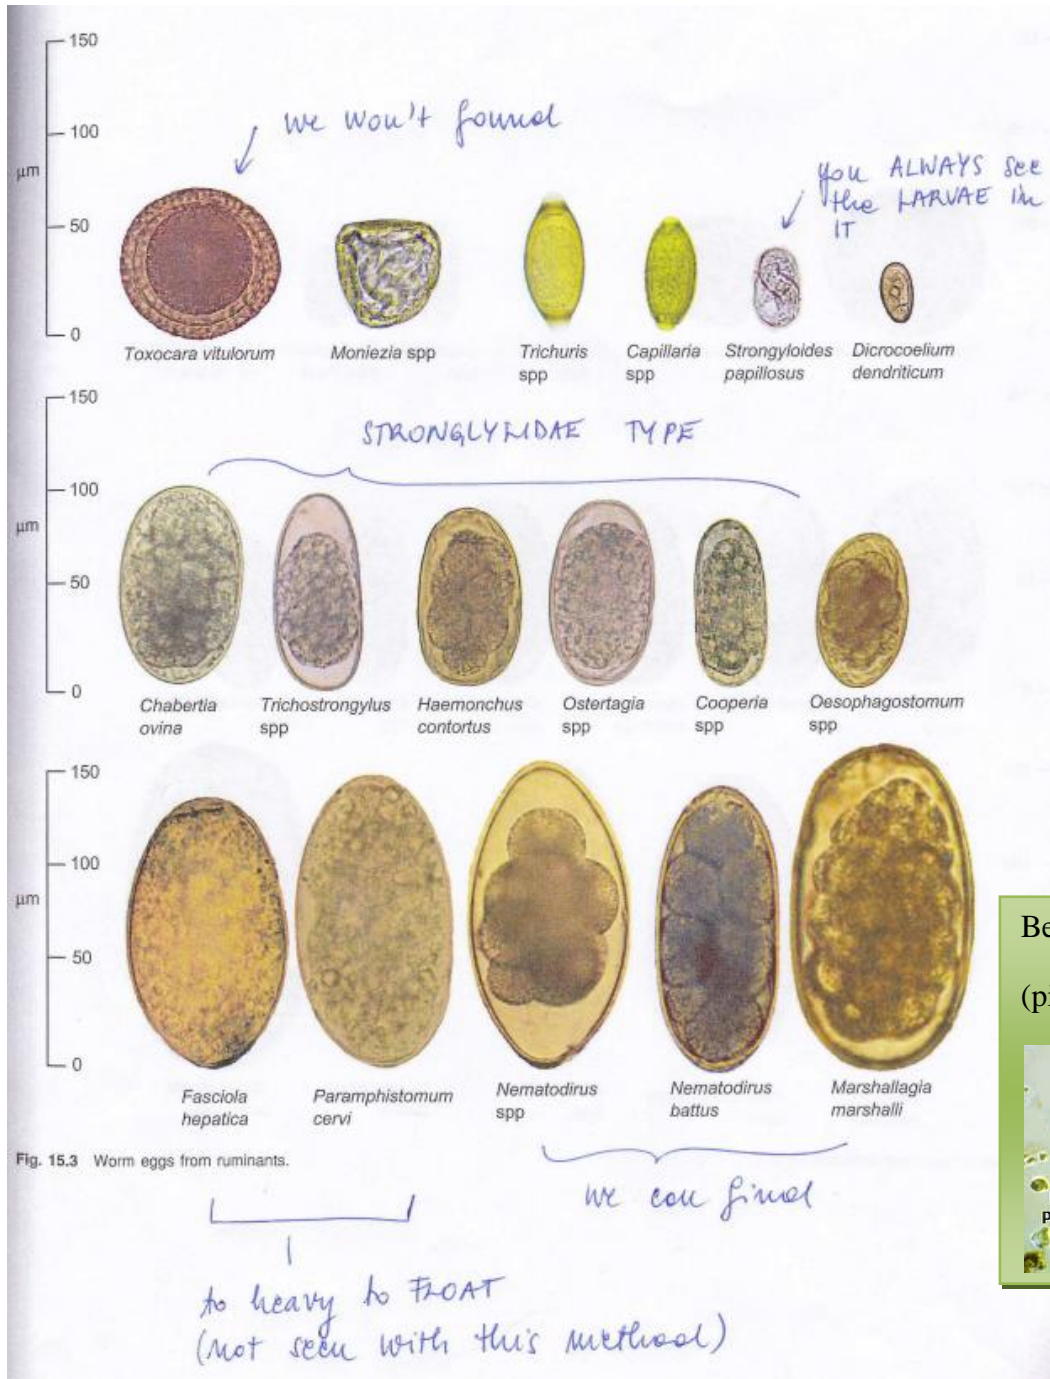 150
we won't found
100
µm
you ALWAYS see
the LARVAE in
IT
50
0
Toxocara vitulorum
Moniezia spp
Trichuris
spp
Capillaria
spp
Strongyloides
papillosus
Dicrocoelium
dendriticum
150
STRONGLYLIDAE TYPE
100
µm
50
0
Chabertia
ovina
Trichostrongylus
spp
Haemonchus
contortus
Ostertagia
spp
Cooperia
spp
Oesophagostomum
spp
150
100
µm
50
0
Fasciola
hepatica
Paramphistomum
cervi
Nematodirus
spp
Nematodirus
battus
Marshallagia
marshalli
Fig. 15.3 Worm eggs from ruminants.
we can find
to heavy to FLOAT
(not seen with this method)
Be
(p
p